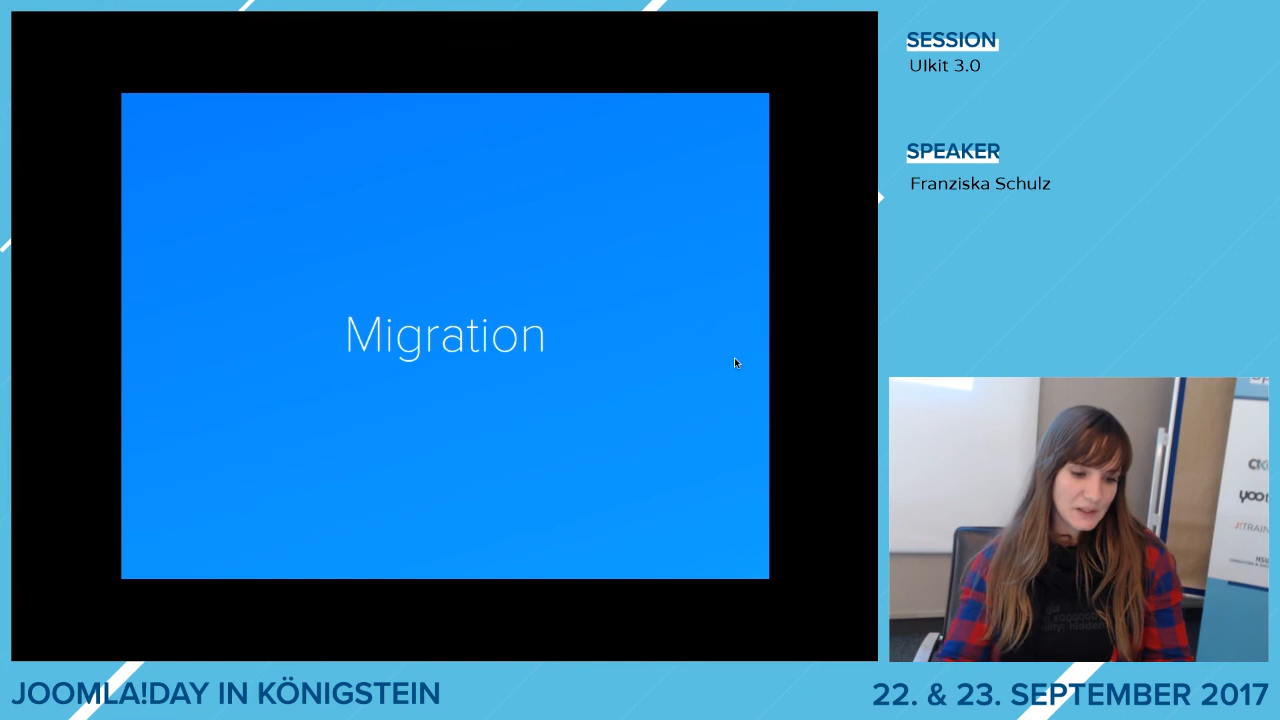 SESSION
UIkit 3.0
SPEAKER
Franziska Schulz
Migration
JOOMLA!DAY IN KÖNIGSTEIN
22. & 23. SEPTEMBER 2017